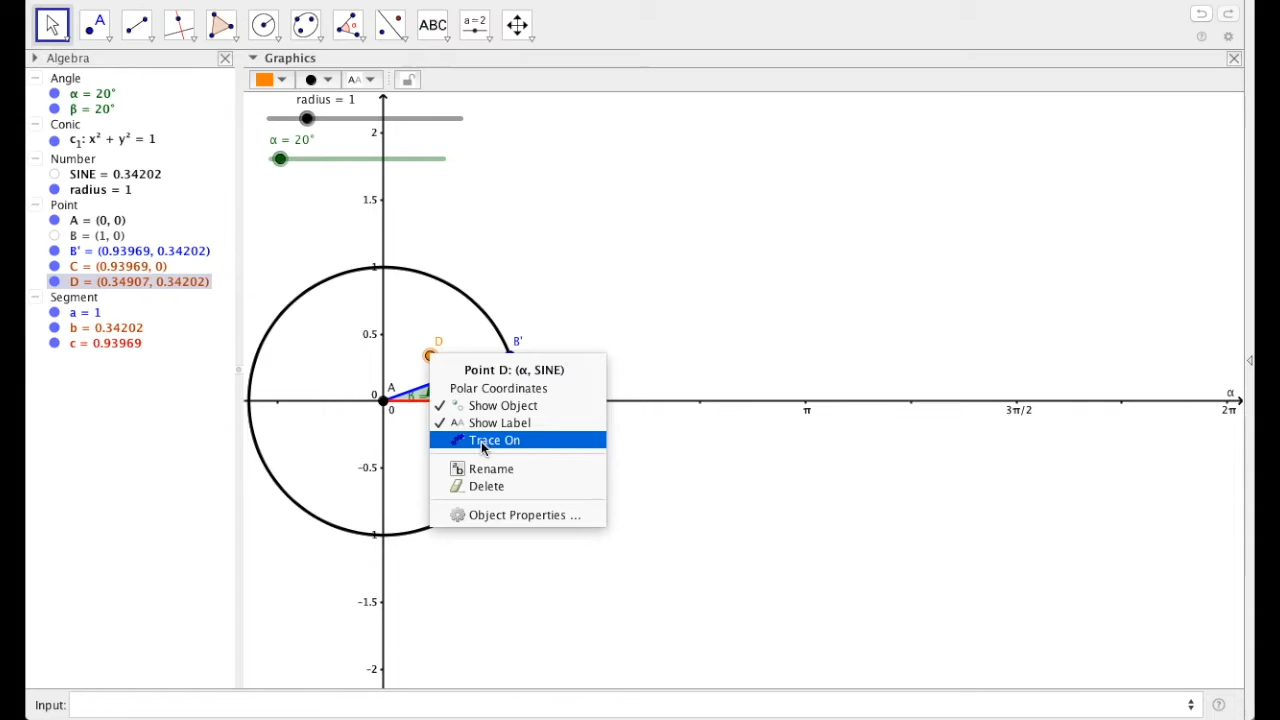 ABC
a=2
Algebra
Graphics
Angle
α = 20°
β = 20°
Conic
c₁: x² + y² = 1
Number
SINE = 0.34202
radius = 1
Point
A = (0, 0)
B = (1, 0)
B' = (0.93969, 0.34202)
C = (0.93969, 0)
D = (0.34907, 0.34202)
Segment
a = 1
b = 0.34202
c = 0.93969
AA
radius = 1
α = 20°
2
1.5
1
0.5
0
-0.5
-1
-1.5
-2
0
π
3π/2
2π
α
A
D
B'
Point D: (α, SINE)
Polar Coordinates
Show Object
AA Show Label
Trace On
Rename
Delete
Object Properties ...
Input: